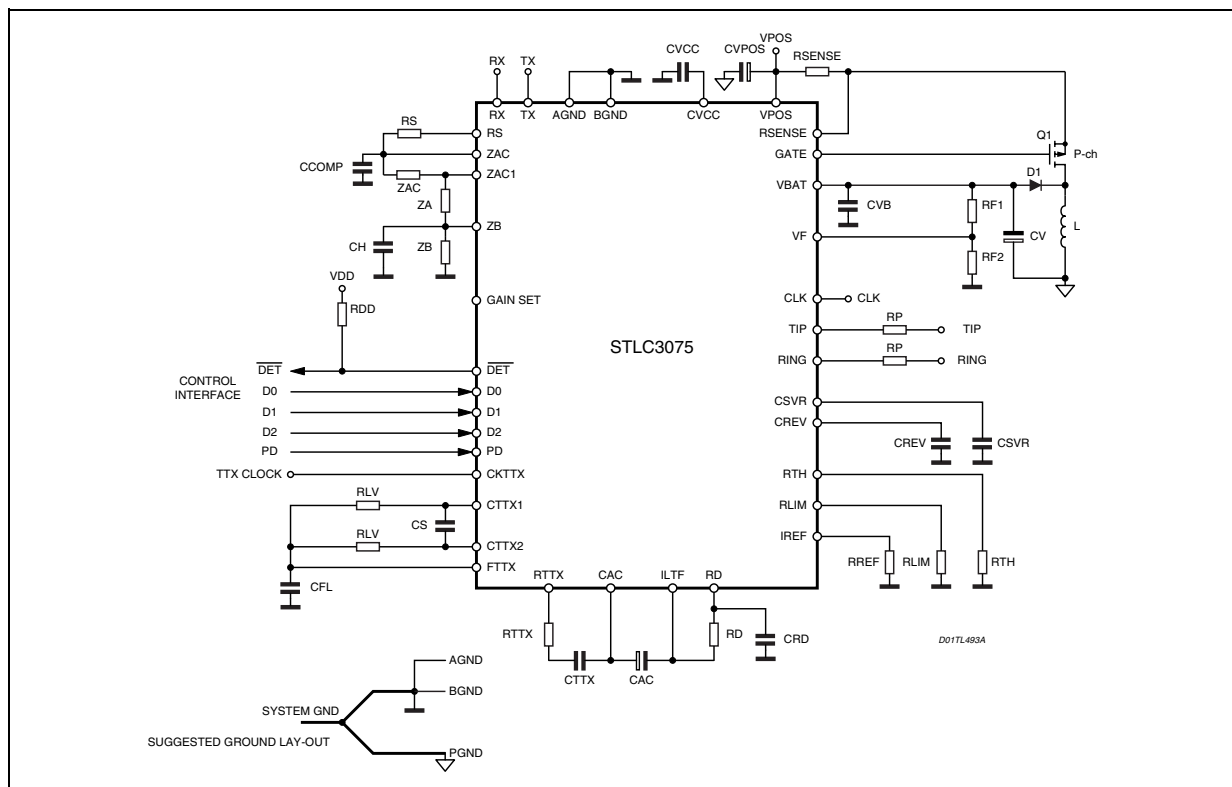 VPOS
CVCC CVPOS RSENSE
RX TX
RX TX AGND BGND CVCC VPOS
RS RS RSENSE
Q1
ZAC GATE P-ch
CCOMP
ZAC ZAC1 VBAT D1
ZA CVB RF1
ZB VF CV L
CH ZB RF2
VDD
RDD GAIN SET CLK CLK
TIP RP TIP
STLC3075
RING RP RING
DET DET
CONTROL
INTERFACE
D0 D0 CSVR
D1 D1 CREV
D2 D2 CREV CSVR
PD PD
TTX CLOCK CKTTX RTH
RLV CTTX1 RLIM
CS
RLV CTTX2 IREF
FTTX RREF RLIM RTH
CFL RTTX CAC ILTF RD
RTTX RD CRD
D01TL493A
CTTX CAC
AGND
BGND
SYSTEM GND
SUGGESTED GROUND LAY-OUT
PGND